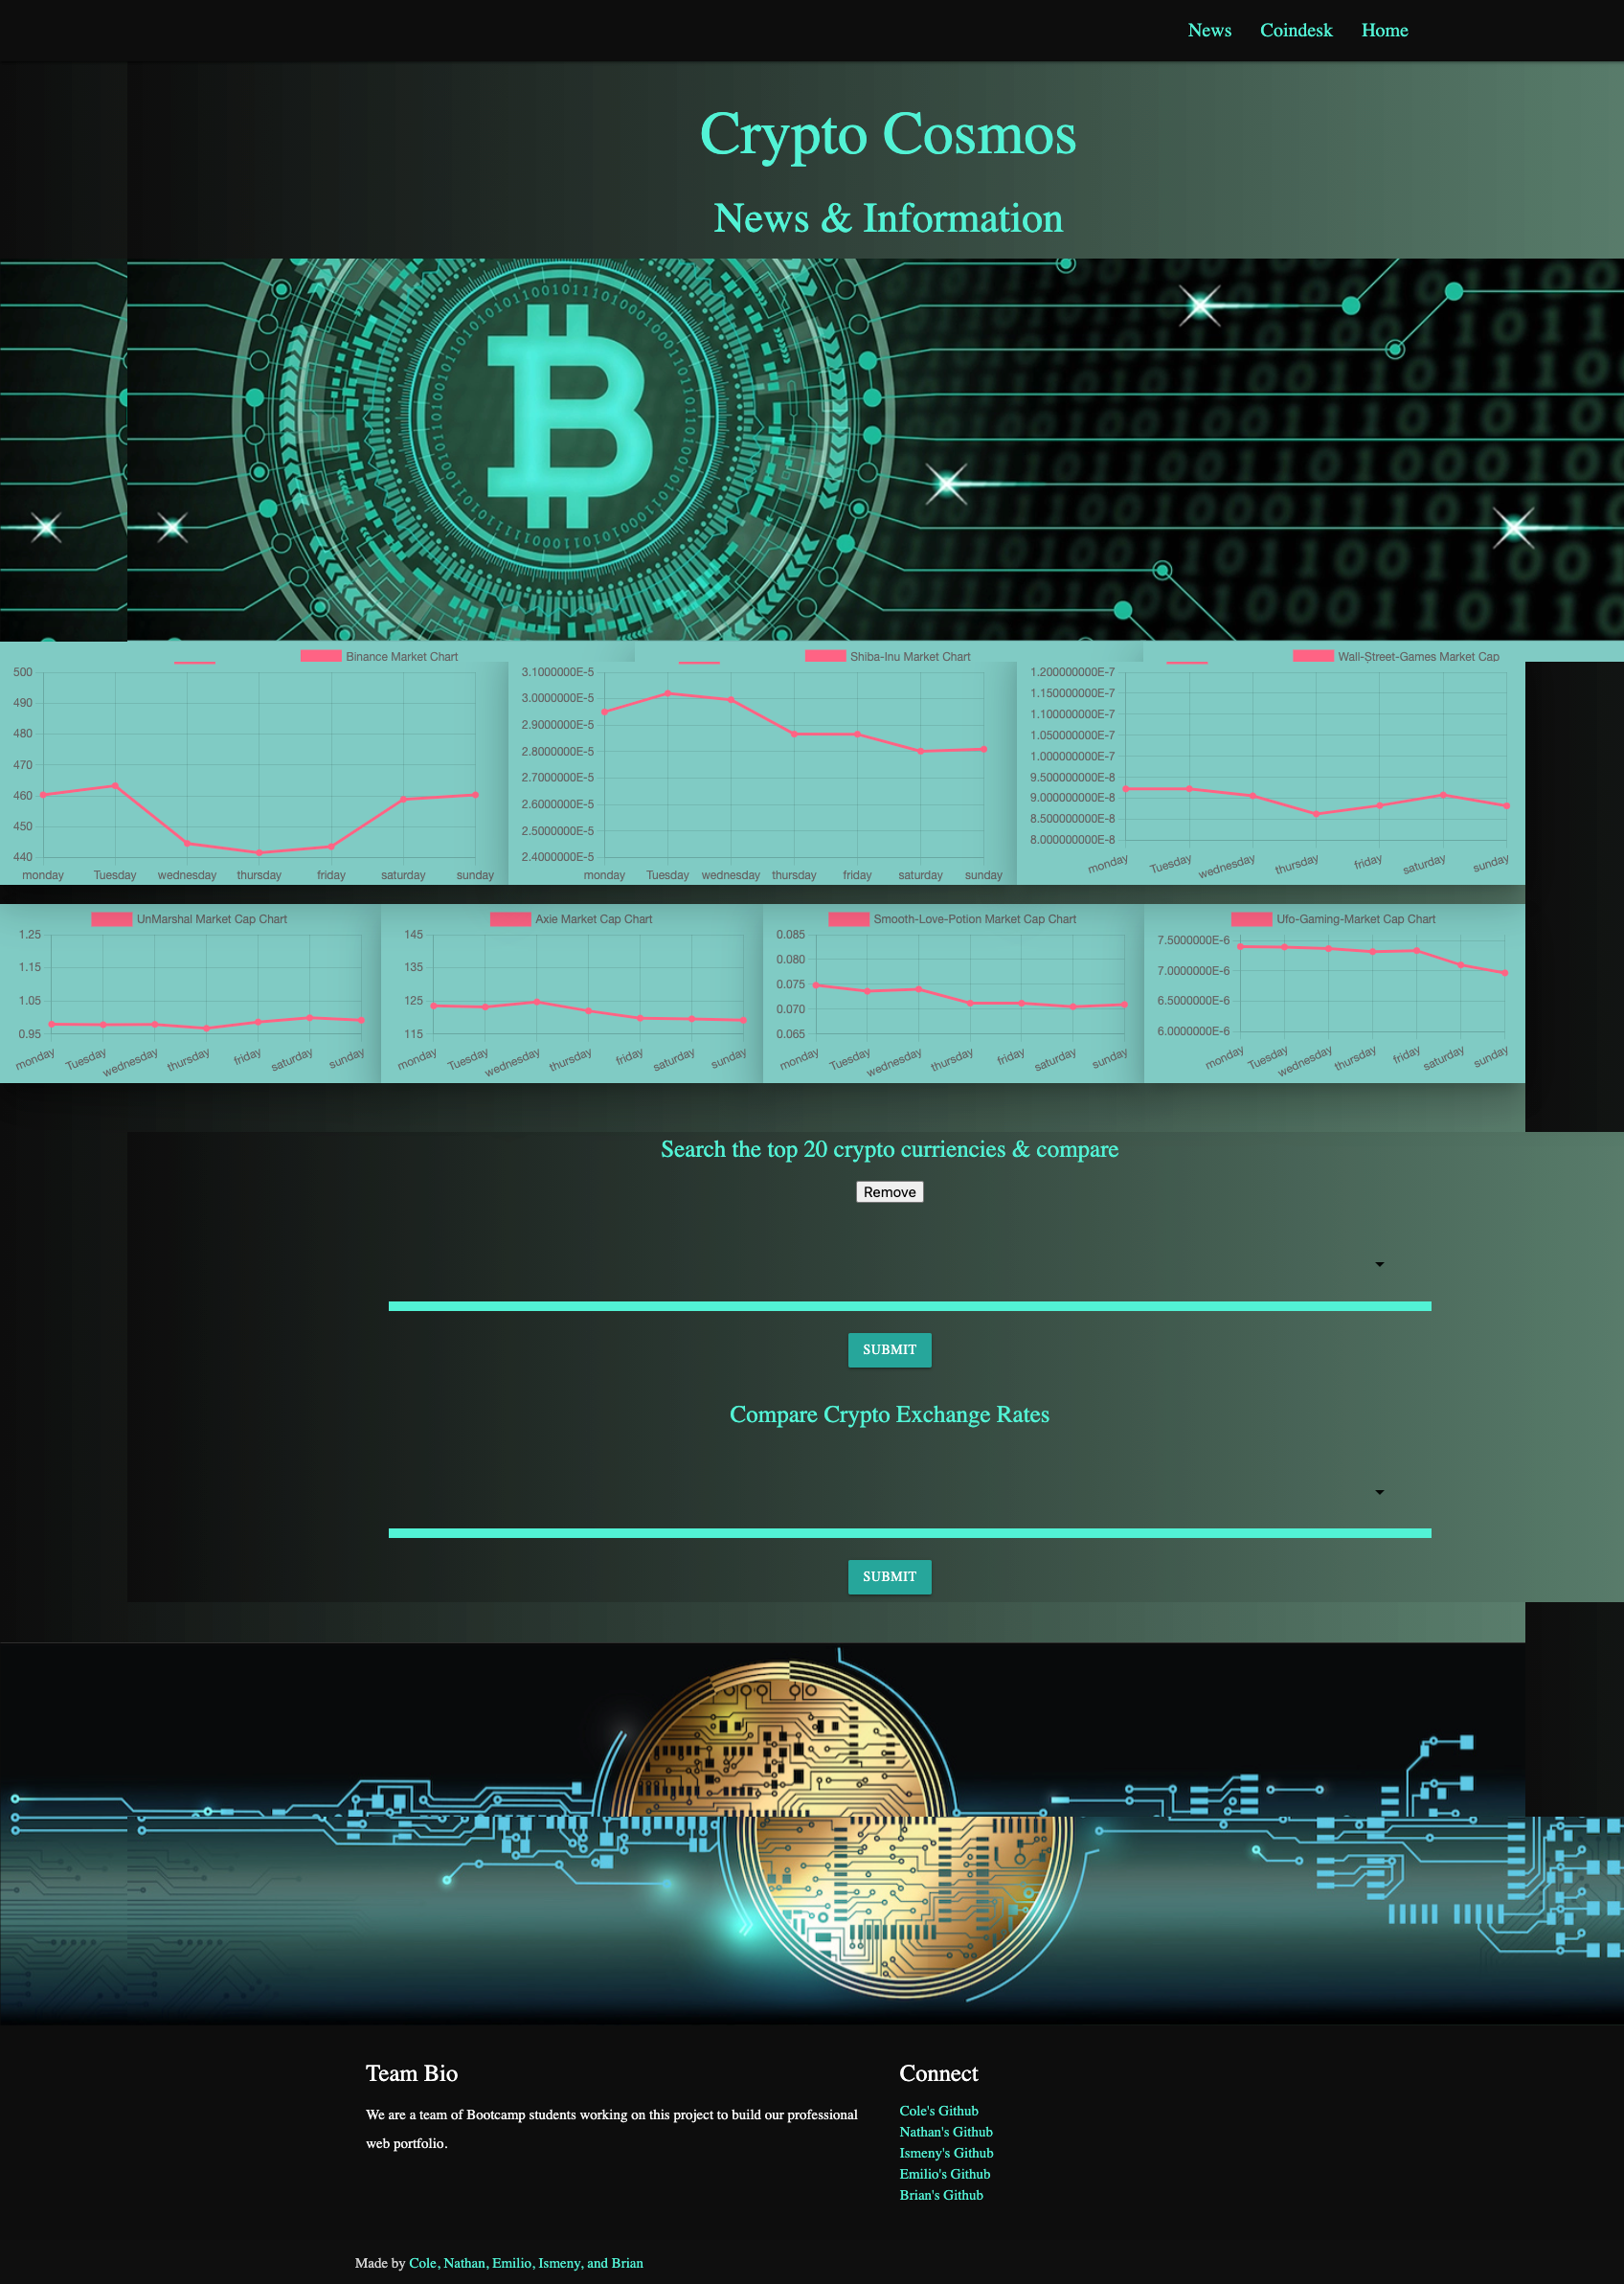 News Coindesk Home
Crypto Cosmos
News & Information
Binance Market Chart
500
490
480
470
460
450
440
monday Tuesday wednesday thursday friday saturday sunday
Shiba-Inu Market Chart
3.1000000E-5
3.0000000E-5
2.9000000E-5
2.8000000E-5
2.7000000E-5
2.6000000E-5
2.5000000E-5
2.4000000E-5
monday Tuesday wednesday thursday friday saturday sunday
Wall-Street-Games Market Cap
1.200000000E-7
1.150000000E-7
1.100000000E-7
1.050000000E-7
1.000000000E-7
9.500000000E-8
9.000000000E-8
8.500000000E-8
8.000000000E-8
monday Tuesday wednesday thursday friday saturday sunday
UnMarshal Market Cap Chart
1.25
1.15
1.05
0.95
monday Tuesday wednesday thursday friday saturday sunday
Axie Market Cap Chart
145
135
125
115
monday Tuesday wednesday thursday friday saturday sunday
Smooth-Love-Potion Market Cap Chart
0.085
0.080
0.075
0.070
0.065
monday Tuesday wednesday thursday friday saturday sunday
Ufo-Gaming-Market Cap Chart
7.5000000E-6
7.0000000E-6
6.5000000E-6
6.0000000E-6
monday Tuesday wednesday thursday friday saturday sunday
Search the top 20 crypto curriencies & compare
Remove
SUBMIT
Compare Crypto Exchange Rates
SUBMIT
Team Bio
We are a team of Bootcamp students working on this project to build our professional
web portfolio.
Connect
Cole's Github
Nathan's Github
Ismeny's Github
Emilio's Github
Brian's Github
Made by Cole, Nathan, Emilio, Ismeny, and Brian